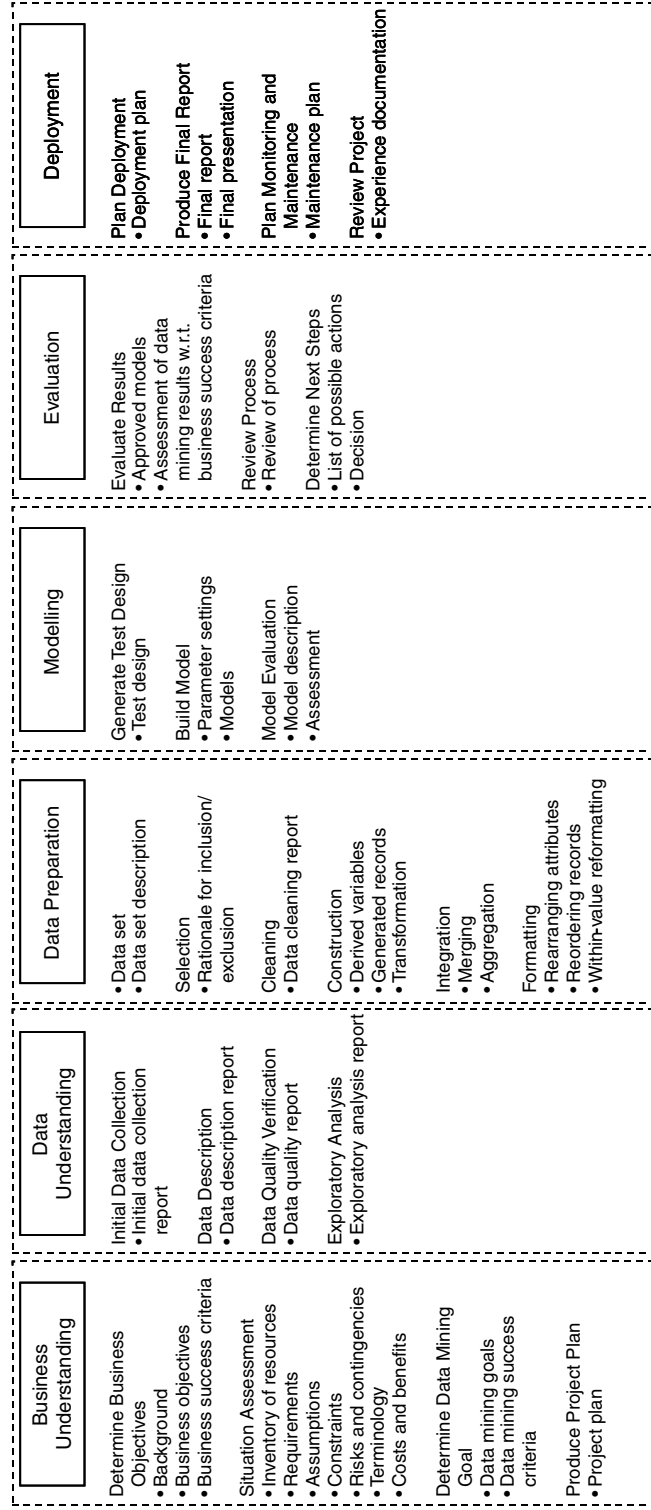 Business
Understanding
Determine Business
Objectives
• Background
• Business objectives
• Business success criteria
Situation Assessment
• Inventory of resources
• Requirements
• Assumptions
• Constraints
• Risks and contingencies
• Terminology
• Costs and benefits
Determine Data Mining
Goal
• Data mining goals
• Data mining success
criteria
Produce Project Plan
• Project plan
Data
Understanding
Initial Data Collection
• Initial data collection
report
Data Description
• Data description report
Data Quality Verification
• Data quality report
Exploratory Analysis
• Exploratory analysis report
Data Preparation
• Data set
• Data set description
Selection
• Rationale for inclusion/
exclusion
Cleaning
• Data cleaning report
Construction
• Derived variables
• Generated records
• Transformation
Integration
• Merging
• Aggregation
Formatting
• Rearranging attributes
• Reordering records
• Within-value reformatting
Modelling
Generate Test Design
• Test design
Build Model
• Parameter settings
• Models
Model Evaluation
• Model description
• Assessment
Evaluation
Evaluate Results
• Approved models
• Assessment of data
mining results w.r.t.
business success criteria
Review Process
• Review of process
Determine Next Steps
• List of possible actions
• Decision
Deployment
Plan Deployment
• Deployment plan
Produce Final Report
• Final report
• Final presentation
Plan Monitoring and
Maintenance
• Maintenance plan
Review Project
• Experience documentation